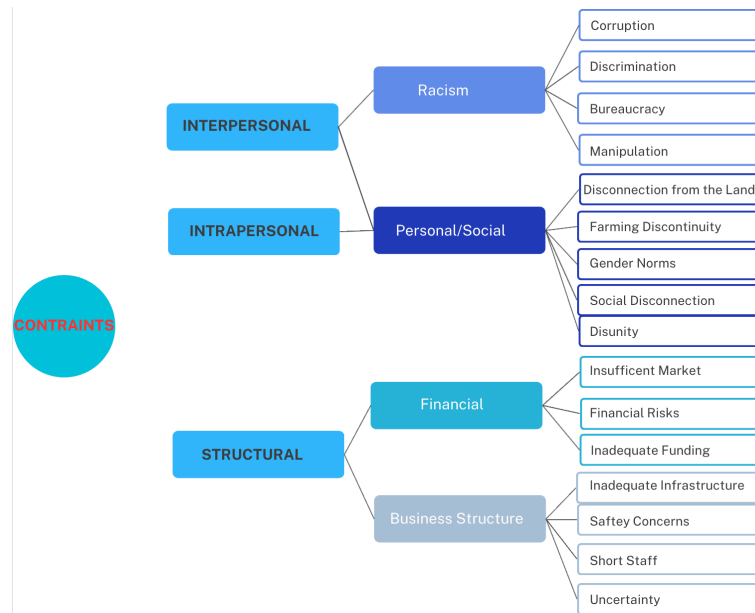 CONTRAINTS
INTERPERSONAL
INTRAPERSONAL
STRUCTURAL
Racism
Personal/Social
Financial
Business Structure
Corruption
Discrimination
Bureaucracy
Manipulation
Disconnection from the Land
Farming Discontinuity
Gender Norms
Social Disconnection
Disunity
Insufficent Market
Financial Risks
Inadequate Funding
Inadequate Infrastructure
Saftey Concerns
Short Staff
Uncertainty